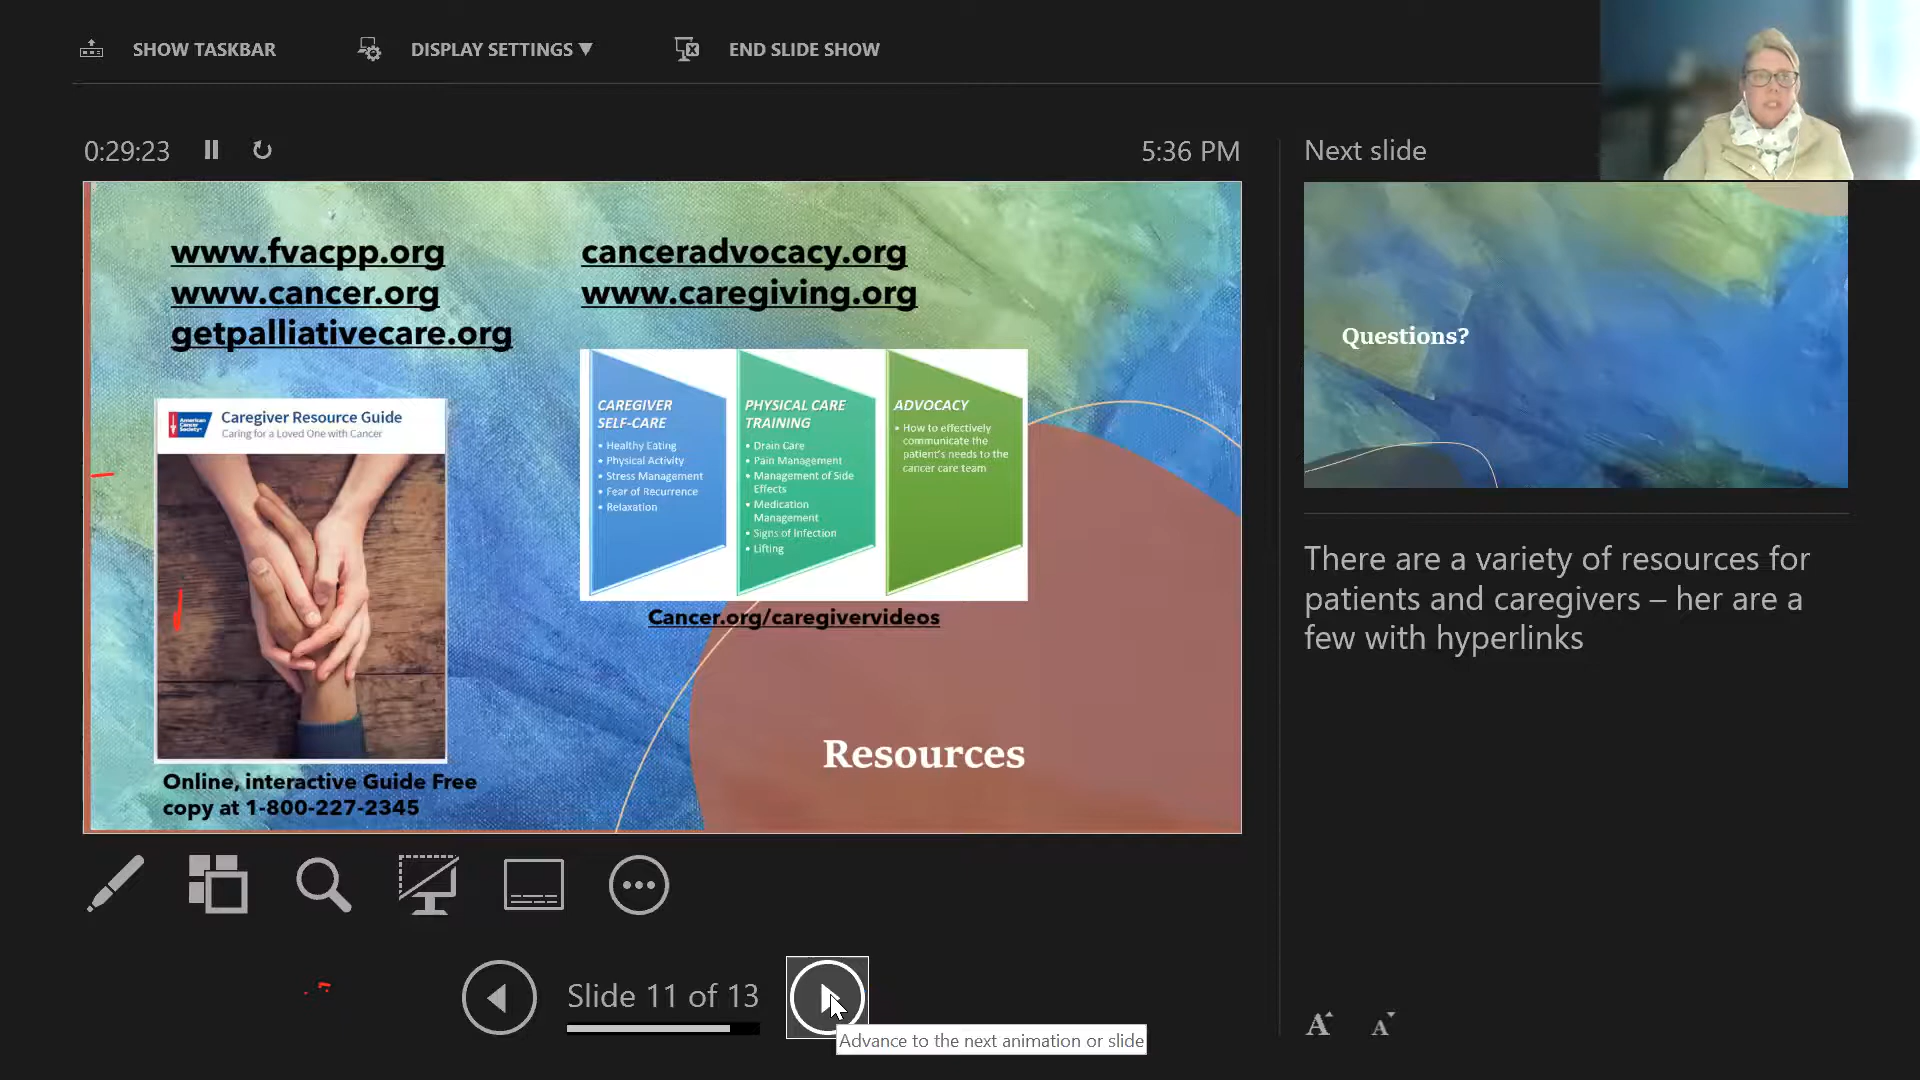 SHOW TASKBAR
DISPLAY SETTINGS ▼
END SLIDE SHOW
0:29:23
5:36 PM
www.fvacpp.org
www.cancer.org
getpalliativecare.org
canceradvocacy.org
www.caregiving.org
American
Cancer
Society
Caregiver Resource Guide
Caring for a Loved One with Cancer
Online, interactive Guide Free
copy at 1-800-227-2345
CAREGIVER
SELF-CARE
• Healthy Eating
• Physical Activity
• Stress Management
• Fear of Recurrence
• Relaxation
PHYSICAL CARE
TRAINING
• Drain Care
• Pain Management
• Management of Side
Effects
• Medication
Management
• Signs of Infection
• Lifting
ADVOCACY
• How to effectively
communicate the
patient's needs to the
cancer care team
Cancer.org/caregivervideos
Resources
Next slide
Questions?
There are a variety of resources for
patients and caregivers – her are a
few with hyperlinks
Slide 11 of 13
Advance to the next animation or slide
A A